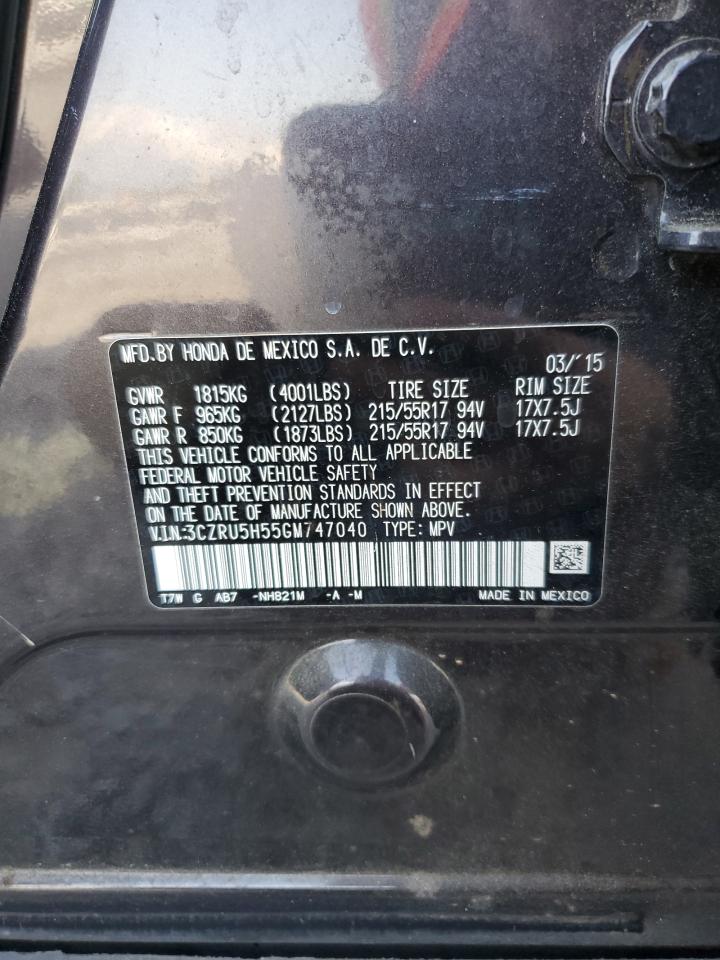 MFD.BY HONDA DE MEXICO S.A. DE C.V.
03/'15
GVWR 1815KG (4001LBS) TIRE SIZE RIM SIZE
GAWR F 965KG (2127LBS) 215/55R17 94V 17X7.5J
GAWR R 850KG (1873LBS) 215/55R17 94V 17X7.5J
THIS VEHICLE CONFORMS TO ALL APPLICABLE
FEDERAL MOTOR VEHICLE SAFETY
AND THEFT PREVENTION STANDARDS IN EFFECT
ON THE DATE OF MANUFACTURE SHOWN ABOVE.
V.I.N.:3CZRU5H55GM747040 TYPE: MPV
T7W G AB7 -NH821M -A -M MADE IN MEXICO